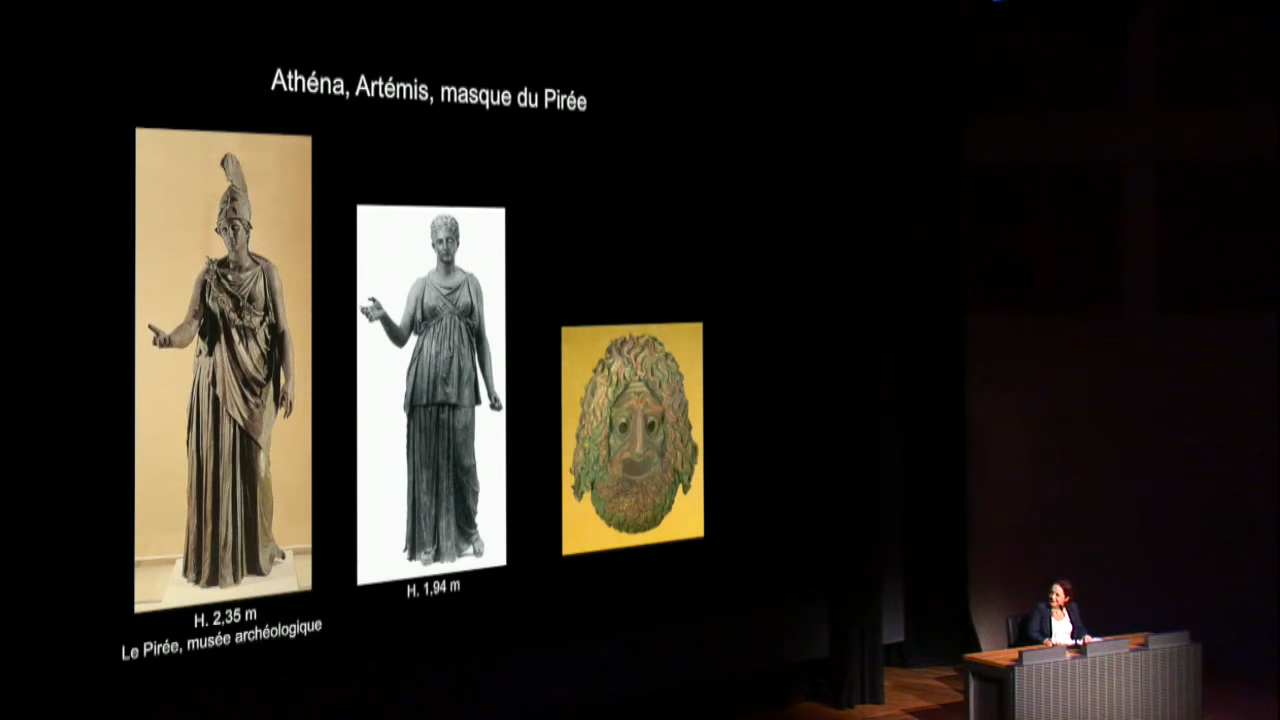 Athéna, Artémis, masque du Pirée
H. 2,35 m
Le Pirée, musée archéologique
H. 1,94 m